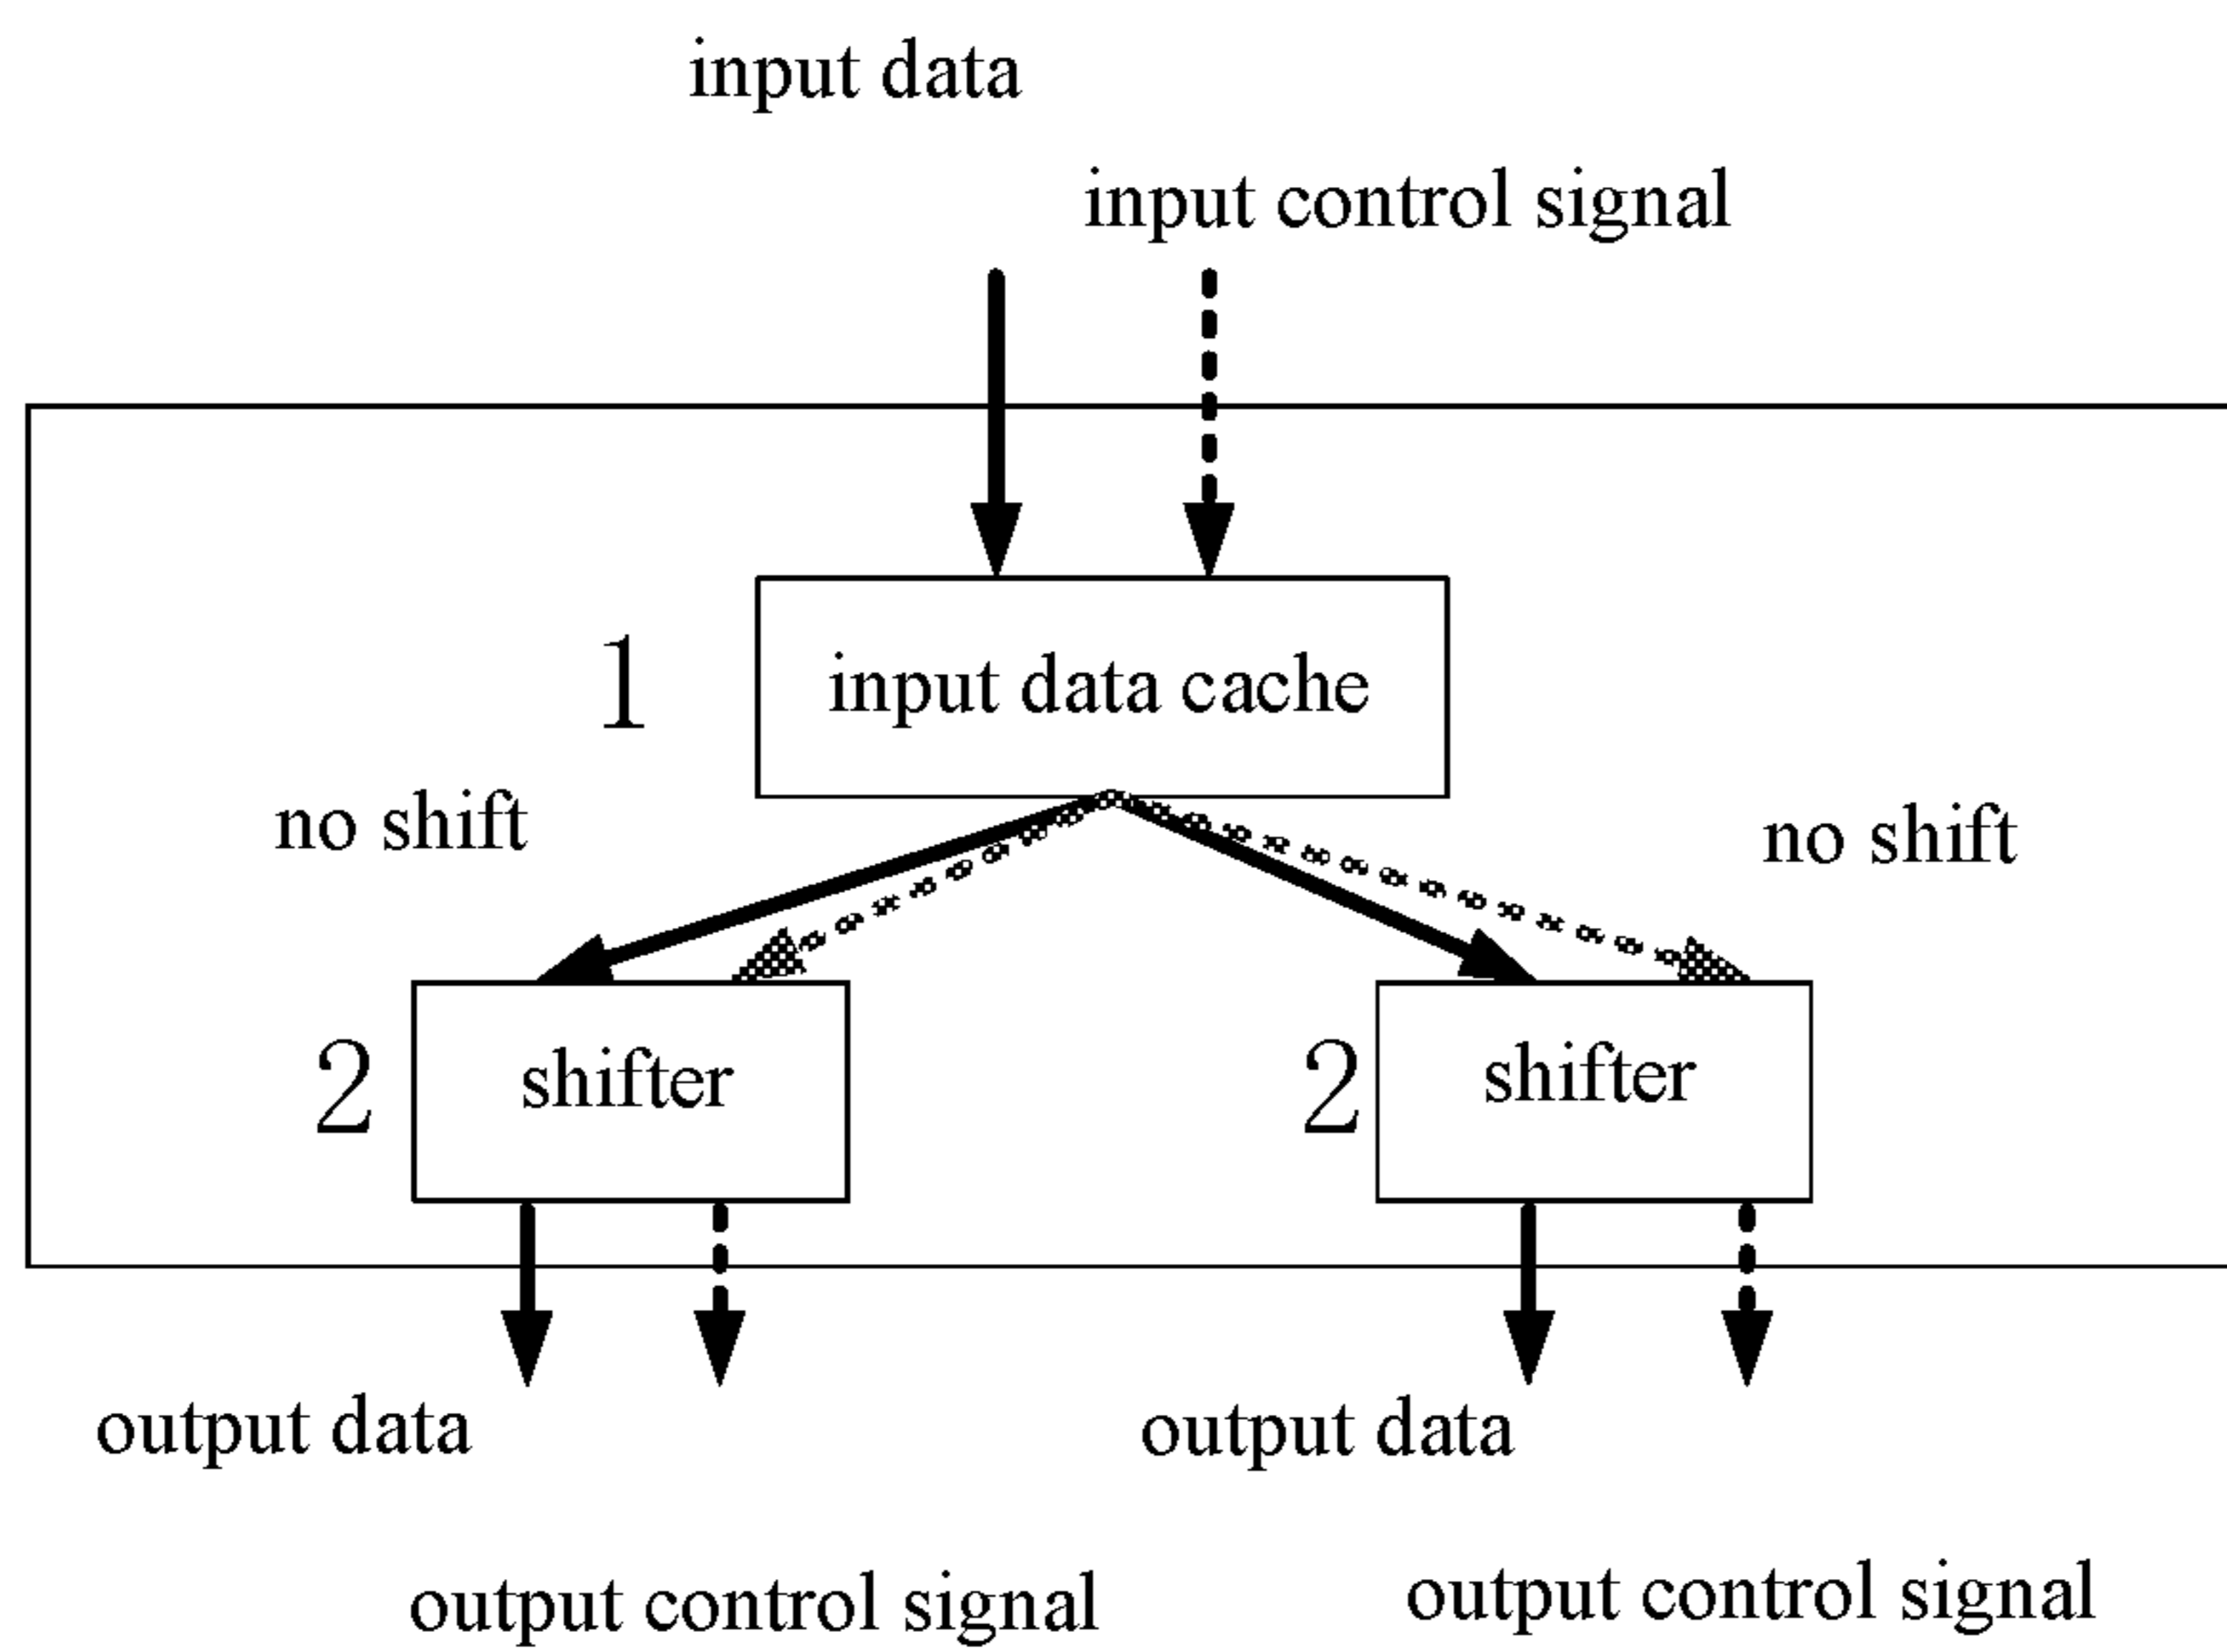 input data
input control signal
1
input data cache
no shift
no shift
2
shifter
2
shifter
output data
output data
output control signal
output control signal